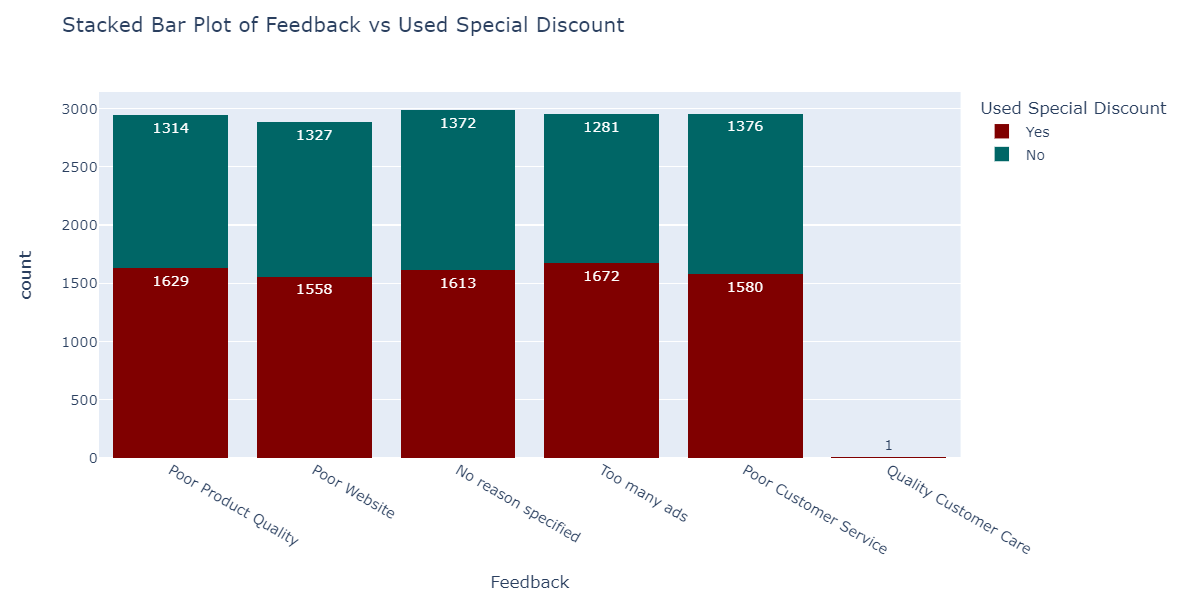 Stacked Bar Plot of Feedback vs Used Special Discount
Used Special Discount
Yes
No
count
3000
2500
2000
1500
1000
500
0
1314
1327
1372
1281
1376
1629
1558
1613
1672
1580
1
Poor Product Quality
Poor Website
No reason specified
Too many ads
Poor Customer Service
Quality Customer Care
Feedback